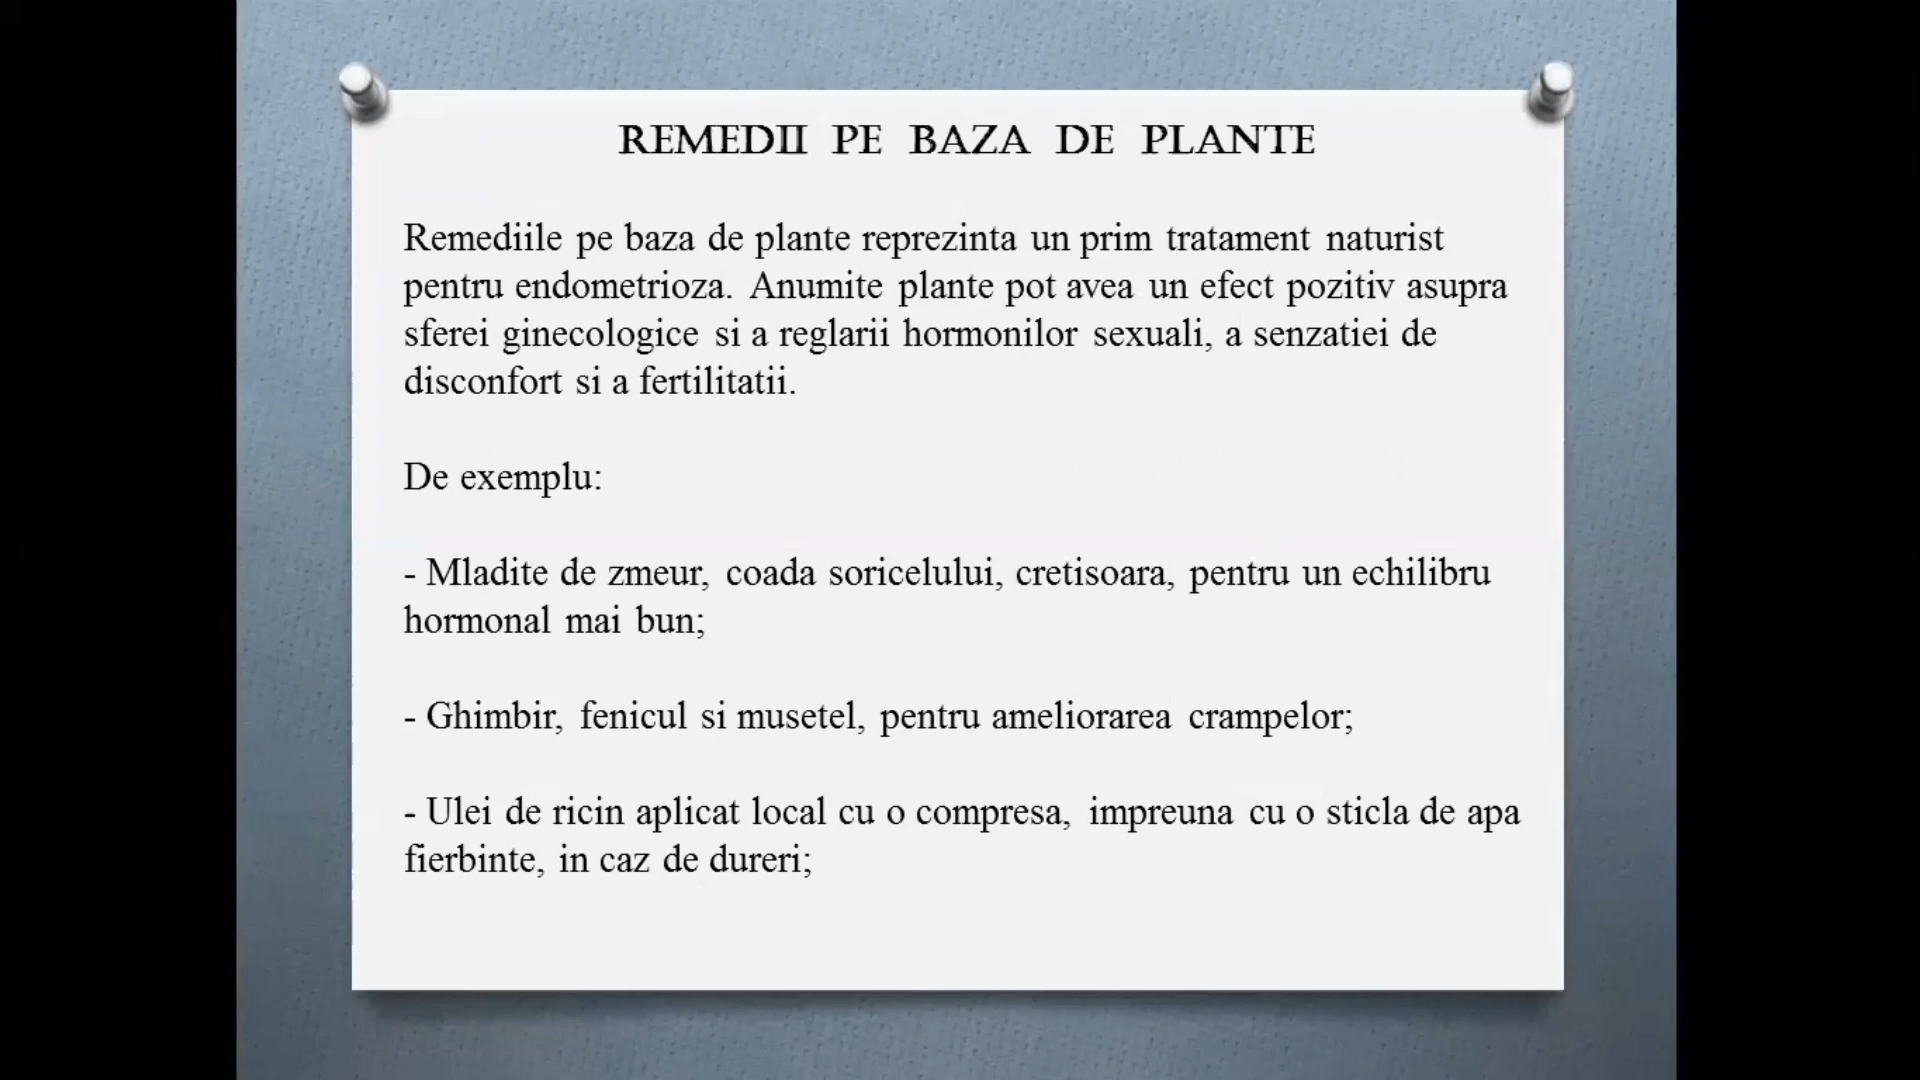 REMEDII PE BAZA DE PLANTE
Remediile pe baza de plante reprezinta un prim tratament naturist
pentru endometrioza. Anumite plante pot avea un efect pozitiv asupra
sferei ginecologice si a reglarii hormonilor sexuali, a senzatiei de
disconfort si a fertilitatii.
De exemplu:
- Mladite de zmeur, coada soricelului, cretisoara, pentru un echilibru
hormonal mai bun;
- Ghimbir, fenicul si musetel, pentru ameliorarea crampelor;
- Ulei de ricin aplicat local cu o compresa, impreuna cu o sticla de apa
fierbinte, in caz de dureri;